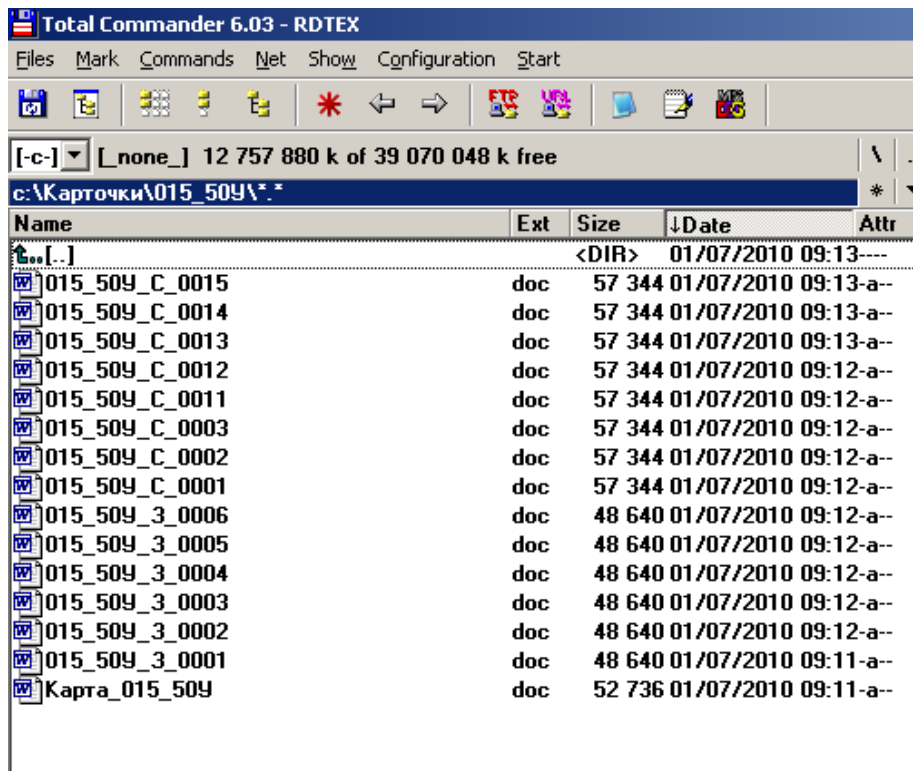 Total Commander 6.03 - RDTEX
Files Mark Commands Net Show Configuration Start
FTP URL
[-c-] [_none_] 12 757 880 k of 39 070 048 k free \ .
c:\Карточки\015_50У\*.* *
Name Ext Size ↓Date Attr
[..] <DIR> 01/07/2010 09:13 ----
015_50У_С_0015 doc 57 344 01/07/2010 09:13 -a--
015_50У_С_0014 doc 57 344 01/07/2010 09:13 -a--
015_50У_С_0013 doc 57 344 01/07/2010 09:13 -a--
015_50У_С_0012 doc 57 344 01/07/2010 09:12 -a--
015_50У_С_0011 doc 57 344 01/07/2010 09:12 -a--
015_50У_С_0003 doc 57 344 01/07/2010 09:12 -a--
015_50У_С_0002 doc 57 344 01/07/2010 09:12 -a--
015_50У_С_0001 doc 57 344 01/07/2010 09:12 -a--
015_50У_З_0006 doc 48 640 01/07/2010 09:12 -a--
015_50У_З_0005 doc 48 640 01/07/2010 09:12 -a--
015_50У_З_0004 doc 48 640 01/07/2010 09:12 -a--
015_50У_З_0003 doc 48 640 01/07/2010 09:12 -a--
015_50У_З_0002 doc 48 640 01/07/2010 09:12 -a--
015_50У_З_0001 doc 48 640 01/07/2010 09:11 -a--
Карта_015_50У doc 52 736 01/07/2010 09:11 -a--